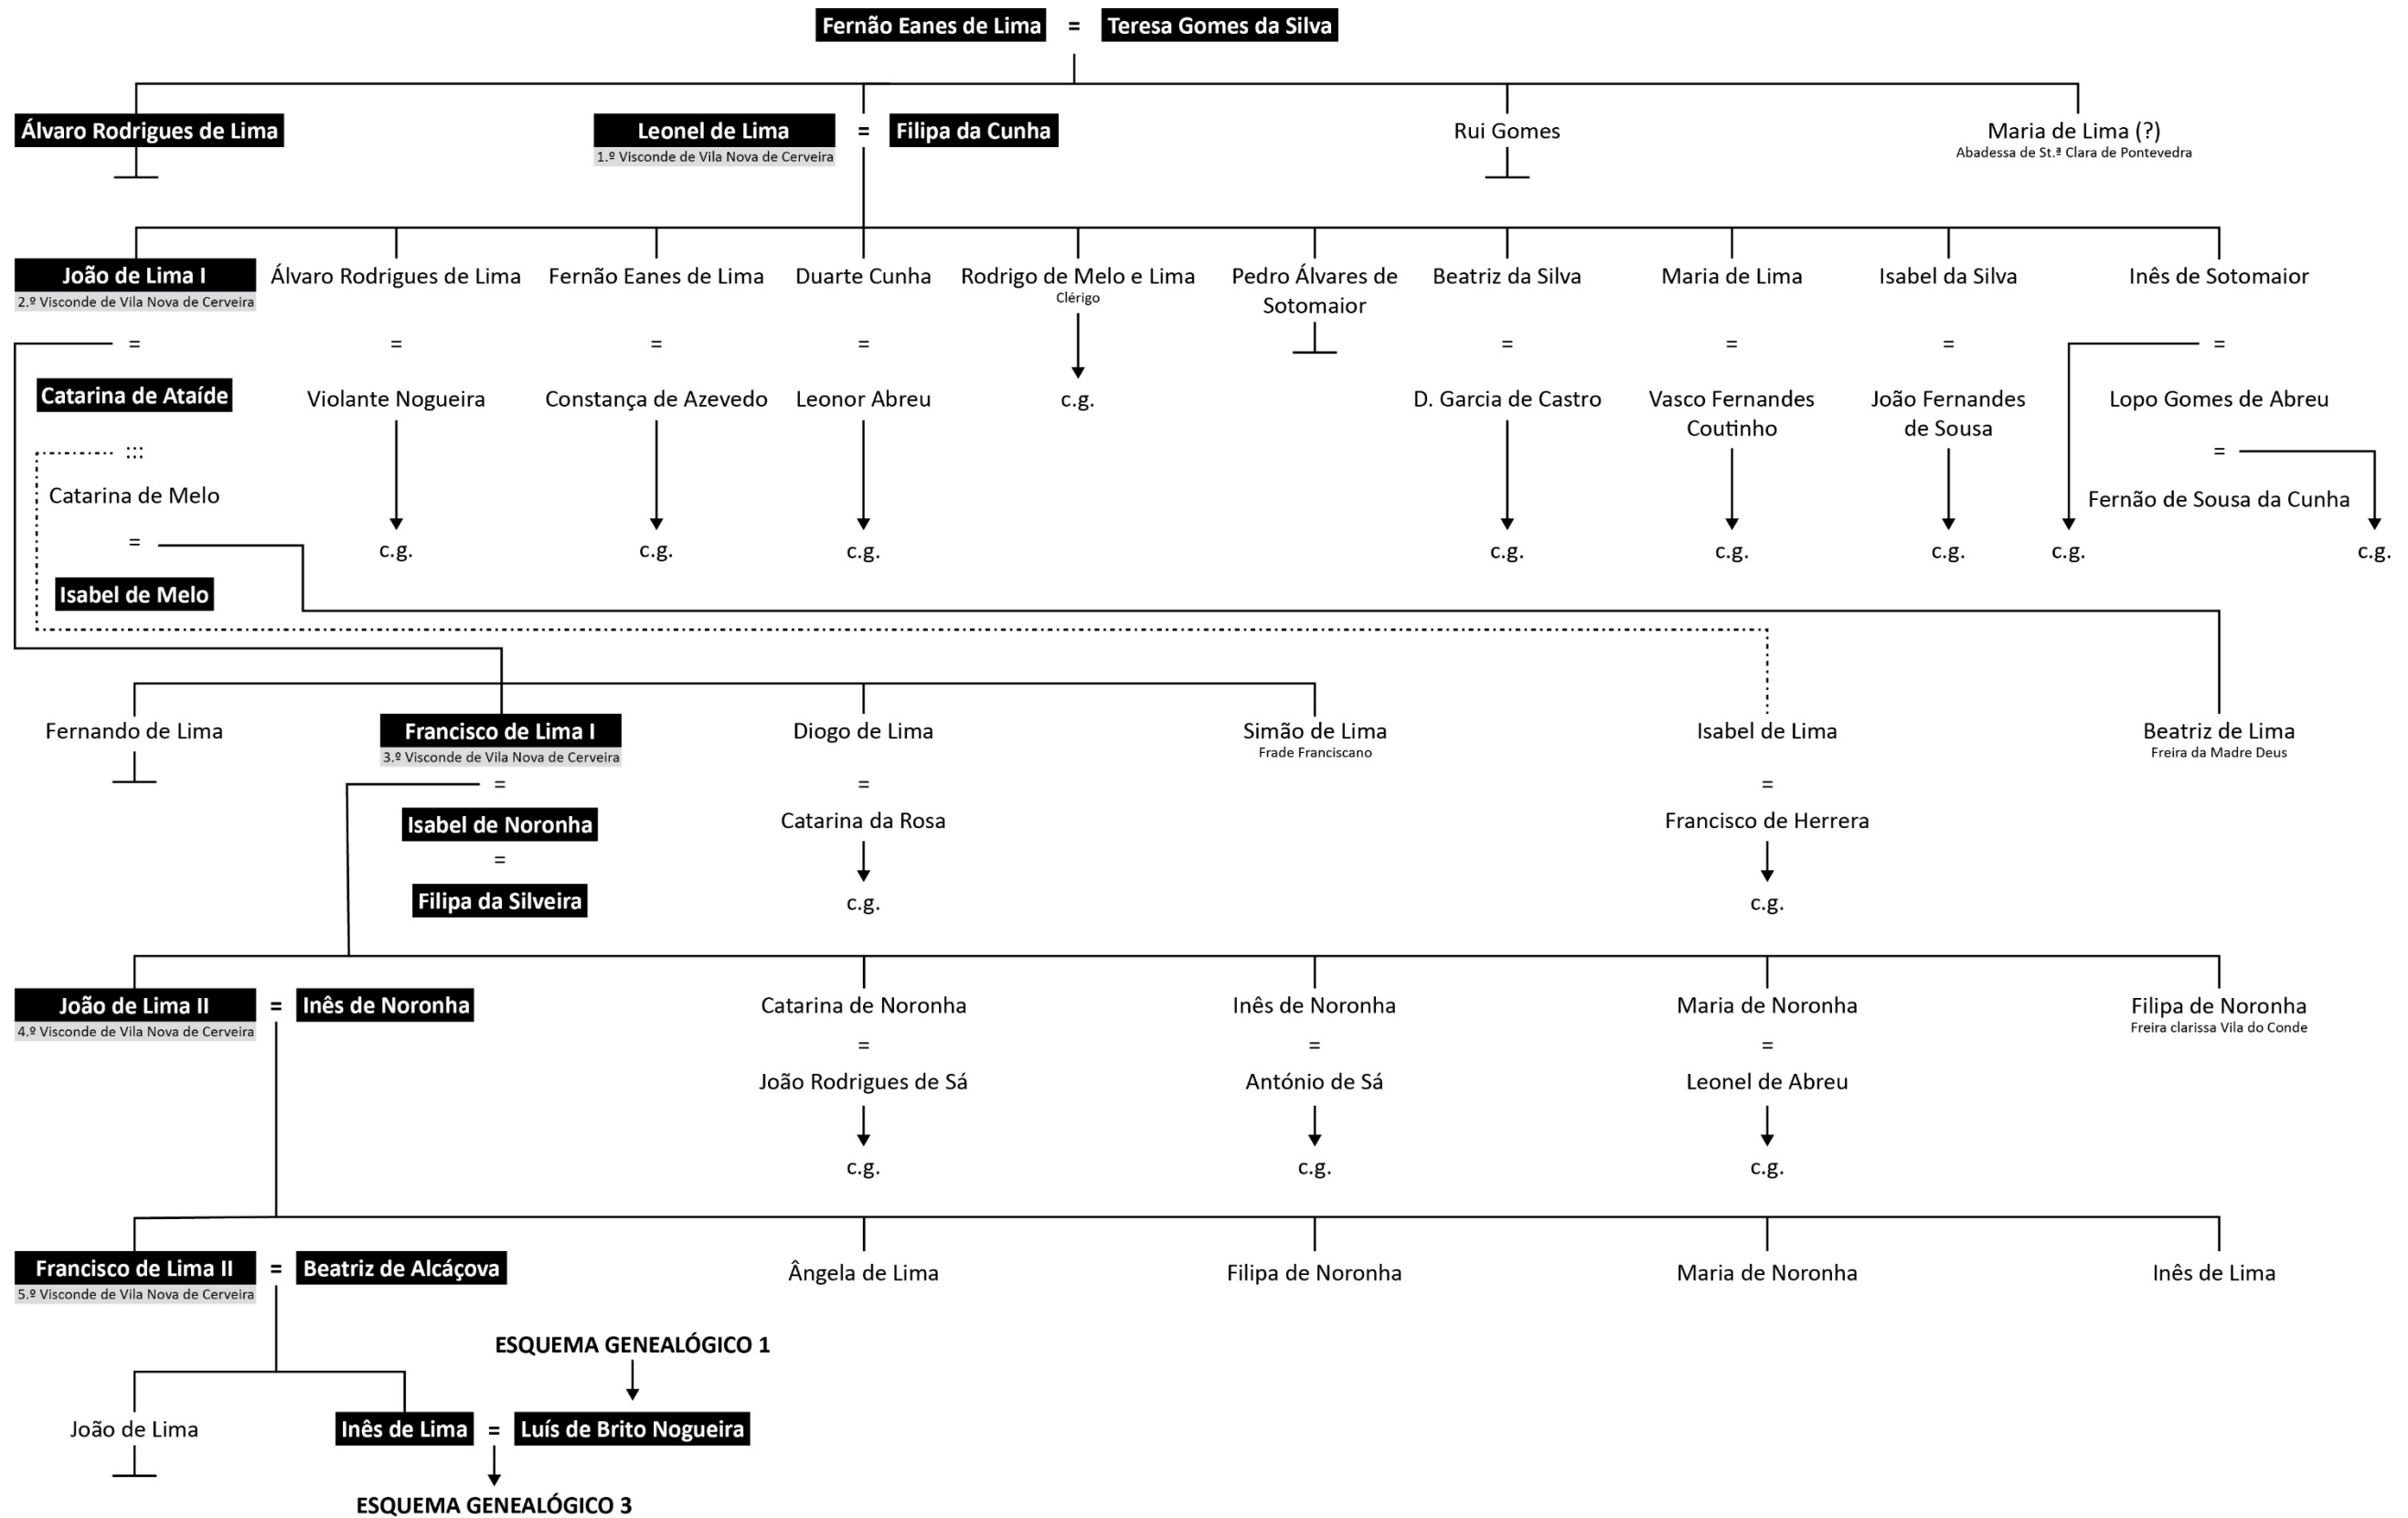 Fernão Eanes de Lima = Teresa Gomes da Silva
Álvaro Rodrigues de Lima
Leonel de Lima = Filipa da Cunha
1.º Visconde de Vila Nova de Cerveira
Rui Gomes
Maria de Lima (?)
Abadessa de St.ª Clara de Pontevedra
João de Lima I
2.º Visconde de Vila Nova de Cerveira
=
Catarina de Ataíde
:::
Catarina de Melo
=
Isabel de Melo
Álvaro Rodrigues de Lima
=
Violante Nogueira
c.g.
Fernão Eanes de Lima
=
Constança de Azevedo
c.g.
Duarte Cunha
=
Leonor Abreu
c.g.
Rodrigo de Melo e Lima
Clérigo
c.g.
Pedro Álvares de
Sotomaior
Beatriz da Silva
=
D. Garcia de Castro
c.g.
Maria de Lima
=
Vasco Fernandes
Coutinho
c.g.
Isabel da Silva
=
João Fernandes
de Sousa
c.g.
Inês de Sotomaior
=
Lopo Gomes de Abreu
=
Fernão de Sousa da Cunha
c.g.
c.g.
Fernando de Lima
Francisco de Lima I
3.º Visconde de Vila Nova de Cerveira
=
Isabel de Noronha
=
Filipa da Silveira
Diogo de Lima
=
Catarina da Rosa
c.g.
Simão de Lima
Frade Franciscano
Isabel de Lima
=
Francisco de Herrera
c.g.
Beatriz de Lima
Freira da Madre Deus
João de Lima II = Inês de Noronha
4.º Visconde de Vila Nova de Cerveira
Catarina de Noronha
=
João Rodrigues de Sá
c.g.
Inês de Noronha
=
António de Sá
c.g.
Maria de Noronha
=
Leonel de Abreu
c.g.
Filipa de Noronha
Freira clarissa Vila do Conde
Francisco de Lima II = Beatriz de Alcáçova
5.º Visconde de Vila Nova de Cerveira
Ângela de Lima
Filipa de Noronha
Maria de Noronha
Inês de Lima
ESQUEMA GENEALÓGICO 1
João de Lima
Inês de Lima = Luís de Brito Nogueira
ESQUEMA GENEALÓGICO 3